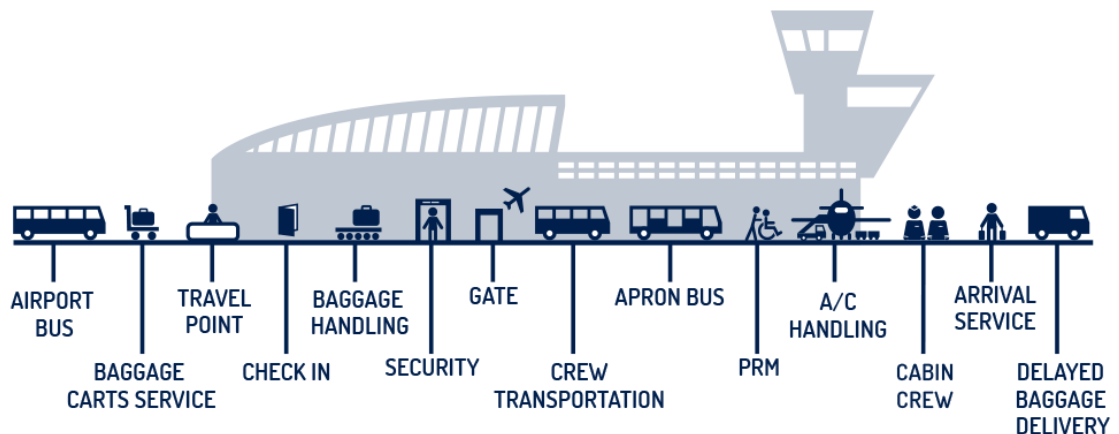 AIRPORT
BUS
BAGGAGE
CARTS SERVICE
TRAVEL
POINT
CHECK IN
BAGGAGE
HANDLING
SECURITY
GATE
CREW
TRANSPORTATION
APRON BUS
PRM
A/C
HANDLING
CABIN
CREW
ARRIVAL
SERVICE
DELAYED
BAGGAGE
DELIVERY